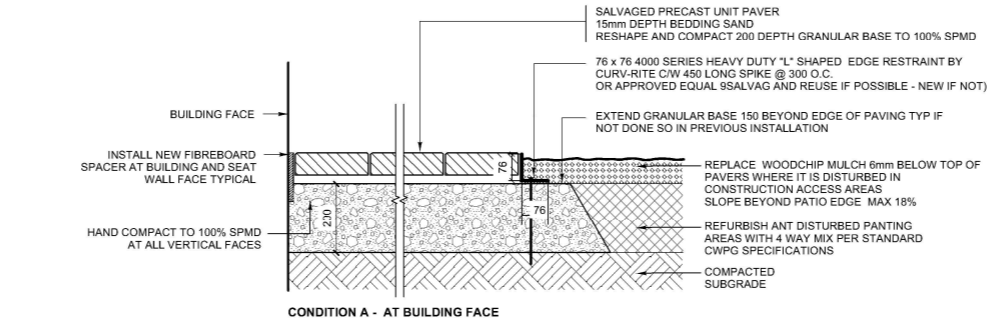 SALVAGED PRECAST UNIT PAVER
15mm DEPTH BEDDING SAND
RESHAPE AND COMPACT 200 DEPTH GRANULAR BASE TO 100% SPMD
76 x 76 4000 SERIES HEAVY DUTY "L" SHAPED EDGE RESTRAINT BY
CURV-RITE C/W 450 LONG SPIKE @ 300 O.C.
OR APPROVED EQUAL 9SALVAG AND REUSE IF POSSIBLE - NEW IF NOT)
BUILDING FACE
EXTEND GRANULAR BASE 150 BEYOND EDGE OF PAVING TYP IF
NOT DONE SO IN PREVIOUS INSTALLATION
INSTALL NEW FIBREBOARD
SPACER AT BUILDING AND SEAT
WALL FACE TYPICAL
76
REPLACE WOODCHIP MULCH 6mm BELOW TOP OF
PAVERS WHERE IT IS DISTURBED IN
CONSTRUCTION ACCESS AREAS
SLOPE BEYOND PATIO EDGE MAX 18%
200
76
HAND COMPACT TO 100% SPMD
AT ALL VERTICAL FACES
REFURBISH ANT DISTURBED PANTING
AREAS WITH 4 WAY MIX PER STANDARD
CWPG SPECIFICATIONS
COMPACTED
SUBGRADE
CONDITION A - AT BUILDING FACE